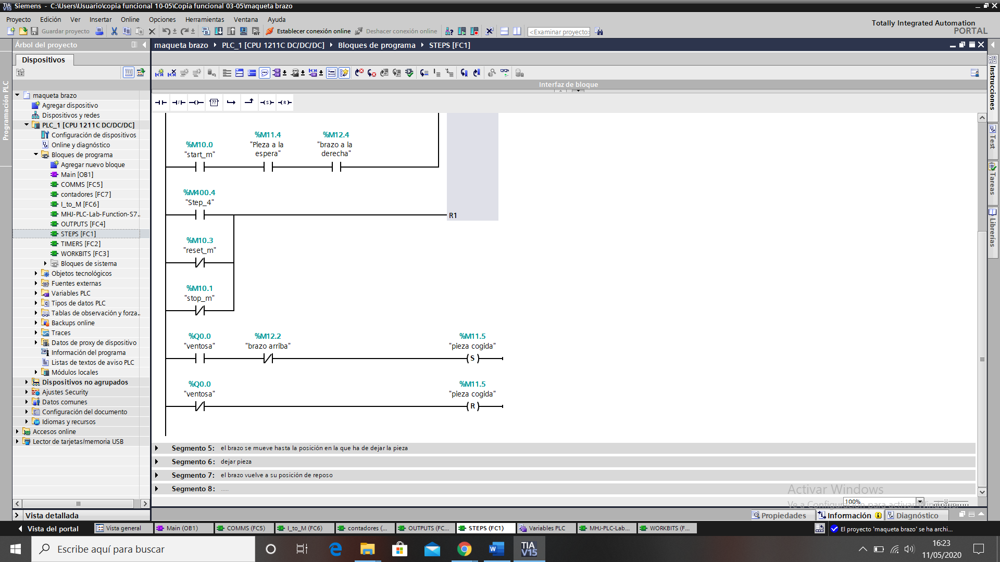 Siemens - C:\Users\Usuario\copia funcional 10-05\Copia funcional 03-05\maqueta brazo
Proyecto Edición Ver Insertar Online Opciones Herramientas Ventana Ayuda
Totally Integrated Automation
PORTAL
Guardar proyecto
Establecer conexión online
Deshacer conexión online
<Examinar proyecto>
Árbol del proyecto
maqueta brazo PLC_1 [CPU 1211C DC/DC/DC] Bloques de programa STEPS [FC1]
Dispositivos
Programación PLC
maqueta brazo
Agregar dispositivo
Dispositivos y redes
PLC_1 [CPU 1211C DC/DC/DC]
Configuración de dispositivos
Online y diagnóstico
Bloques de programa
Agregar nuevo bloque
Main [OB1]
COMMS [FC5]
contadores [FC7]
I_to_M [FC6]
MHJ-PLC-Lab-Function-S7..
OUTPUTS [FC4]
STEPS [FC1]
TIMERS [FC2]
WORKBITS [FC3]
Bloques de sistema
Objetos tecnológicos
Fuentes externas
Variables PLC
Tipos de datos PLC
Tablas de observación y forza..
Backups online
Traces
Datos de proxy de dispositivo
Información del programa
Listas de textos de aviso PLC
Módulos locales
Dispositivos no agrupados
Ajustes Security
Datos comunes
Configuración del documento
Idiomas y recursos
Accesos online
Lector de tarjetas/memoria USB
Vista detallada
Interfaz de bloque
%M10.0
"start_m"
%M11.4
"Pieza a la
espera"
%M12.4
"brazo a la
derecha"
%M400.4
"Step_4"
R1
%M10.3
"reset_m"
%M10.1
"stop_m"
%Q0.0
"ventosa"
%M12.2
"brazo arriba"
%M11.5
"pieza cogida"
S
%Q0.0
"ventosa"
%M11.5
"pieza cogida"
R
Segmento 5: el brazo se mueve hasta la posición en la que ha de dejar la pieza
Segmento 6: dejar pieza
Segmento 7: el brazo vuelve a su posición de reposo
Segmento 8: .....
Activar Windows
Ve a Configuración para activar Windows.
100%
Instrucciones
Test
Tareas
Librerías
Propiedades
Información
Diagnóstico
Vista del portal
Vista general
Main (OB1)
COMMS (FC5)
I_to_M (FC6)
contadores (...
OUTPUTS (FC...
STEPS (FC1)
Variables PLC
MHJ-PLC-Lab...
WORKBITS (F...
El proyecto 'maqueta brazo' se ha archi...
Escribe aquí para buscar
TIA
V15
16:23
11/05/2020